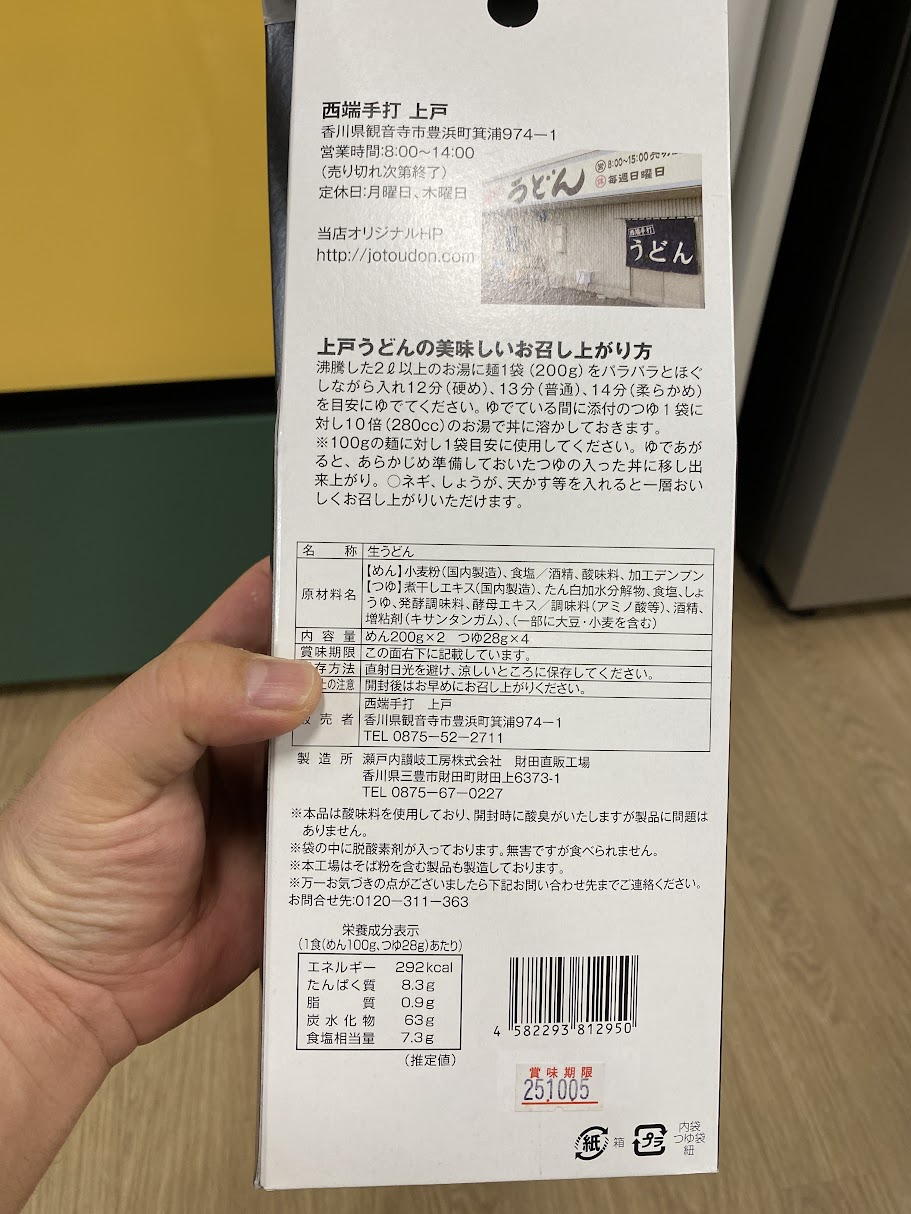 西端手打 上戸
香川県観音寺市豊浜町箕浦974－1
営業時間:8:00～14:00
(売り切れ次第終了)
定休日:月曜日、木曜日
当店オリジナルHP
http://jotoudon.com
うどん
8:00～15:00
毎週日曜日
西端手打
うどん
上戸うどんの美味しいお召し上がり方
沸騰した2ℓ以上のお湯に麺1袋(200g)をバラバラとほぐ
しながら入れ12分(硬め)、13分(普通)、14分(柔らかめ)
を目安にゆでてください。ゆでている間に添付のつゆ1袋に
対し10倍(280cc)のお湯で丼に溶かしておきます。
※100gの麺に対し1袋目安に使用してください。ゆであが
ると、あらかじめ準備しておいたつゆの入った丼に移し出
来上がり。○ネギ、しょうが、天かす等を入れると一層おい
しくお召し上がりいただけます。
名 称 生うどん
原材料名 【めん】小麦粉(国内製造)、食塩／酒精、酸味料、加工デンプン
【つゆ】煮干しエキス(国内製造)、たん白加水分解物、食塩、しょ
うゆ、発酵調味料、酵母エキス／調味料(アミノ酸等)、酒精、
増粘剤(キサンタンガム)、(一部に大豆・小麦を含む)
内 容 量 めん200g×2 つゆ28g×4
賞味期限 この面右下に記載しています。
存方法 直射日光を避け、涼しいところに保存してください。
上の注意 開封後はお早めにお召し上がりください。
売 者 西端手打 上戸
香川県観音寺市豊浜町箕浦974－1
TEL 0875－52－2711
製 造 所 瀬戸内讃岐工房株式会社 財田直販工場
香川県三豊市財田町財田上6373-1
TEL 0875－67－0227
※本品は酸味料を使用しており、開封時に酸臭がいたしますが製品に問題は
ありません。
※袋の中に脱酸素剤が入っております。無害ですが食べられません。
※本工場はそば粉を含む製品も製造しております。
※万一お気づきの点がございましたら下記お問い合わせ先までご連絡ください。
お問合せ先:0120－311－363
栄養成分表示
(1食(めん100g、つゆ28g)あたり)
エネルギー 292kcal
たんぱく質 8.3g
脂 質 0.9g
炭水化物 63g
食塩相当量 7.3g
(推定値)
4 582293 812950
賞味期限
251005
紙 箱
プラ 内袋
つゆ袋
紐